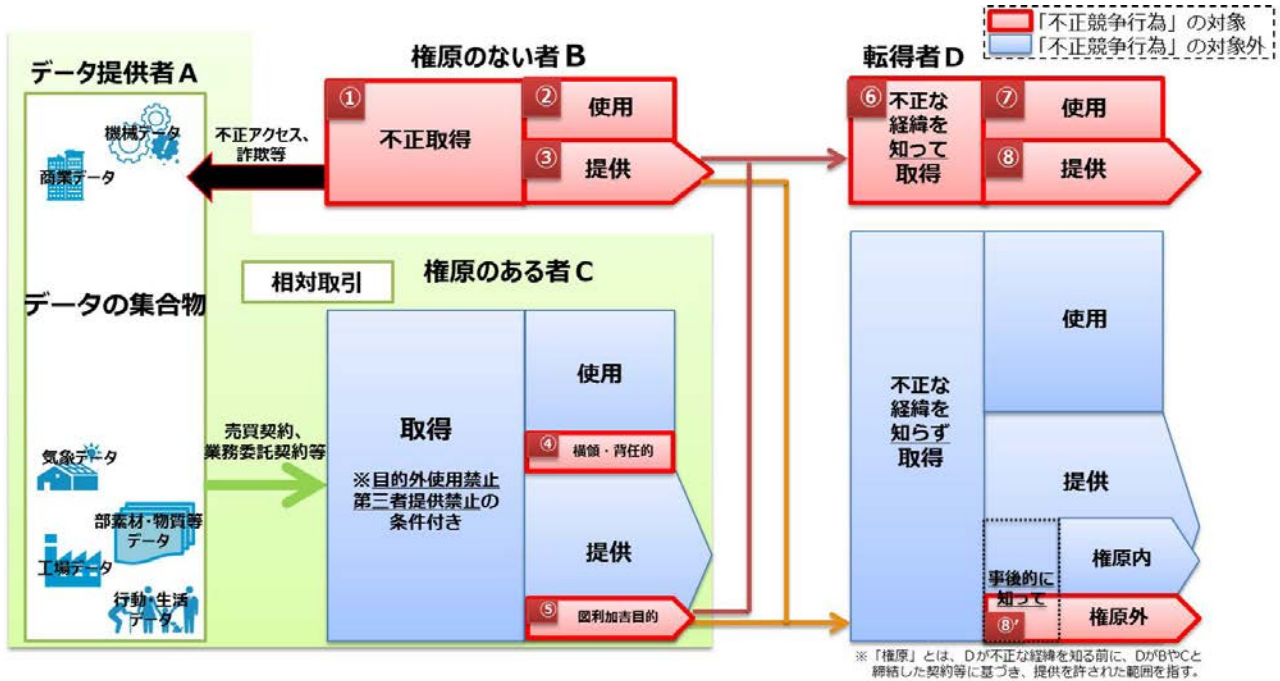 「不正競争行為」の対象
「不正競争行為」の対象外
データ提供者A
機械データ
商業データ
データの集合物
気象データ
部素材・物質等
データ
工場データ
行動・生活
データ
不正アクセス、
詐欺等
権原のない者B
①
不正取得
②
使用
③
提供
相対取引
権原のある者C
売買契約、
業務委託契約等
取得
※目的外使用禁止
第三者提供禁止の
条件付き
使用
④
横領・背任的
提供
⑤
図利加害目的
転得者D
⑥
不正な
経緯を
知って
取得
⑦
使用
⑧
提供
不正な
経緯を
知らず
取得
使用
提供
事後的に
知って
⑧’
権原内
権原外
※「権原」とは、Dが不正な経緯を知る前に、DがBやCと
締結した契約等に基づき、提供を許された範囲を指す。